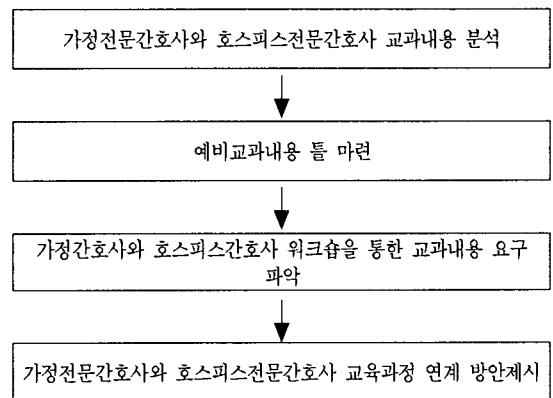 가정전문간호사와 호스피스전문간호사 교과내용 분석
예비교과내용 틀 마련
가정간호사와 호스피스간호사 워크숍을 통한 교과내용 요구
파악
가정전문간호사와 호스피스전문간호사 교육과정 연계 방안제시